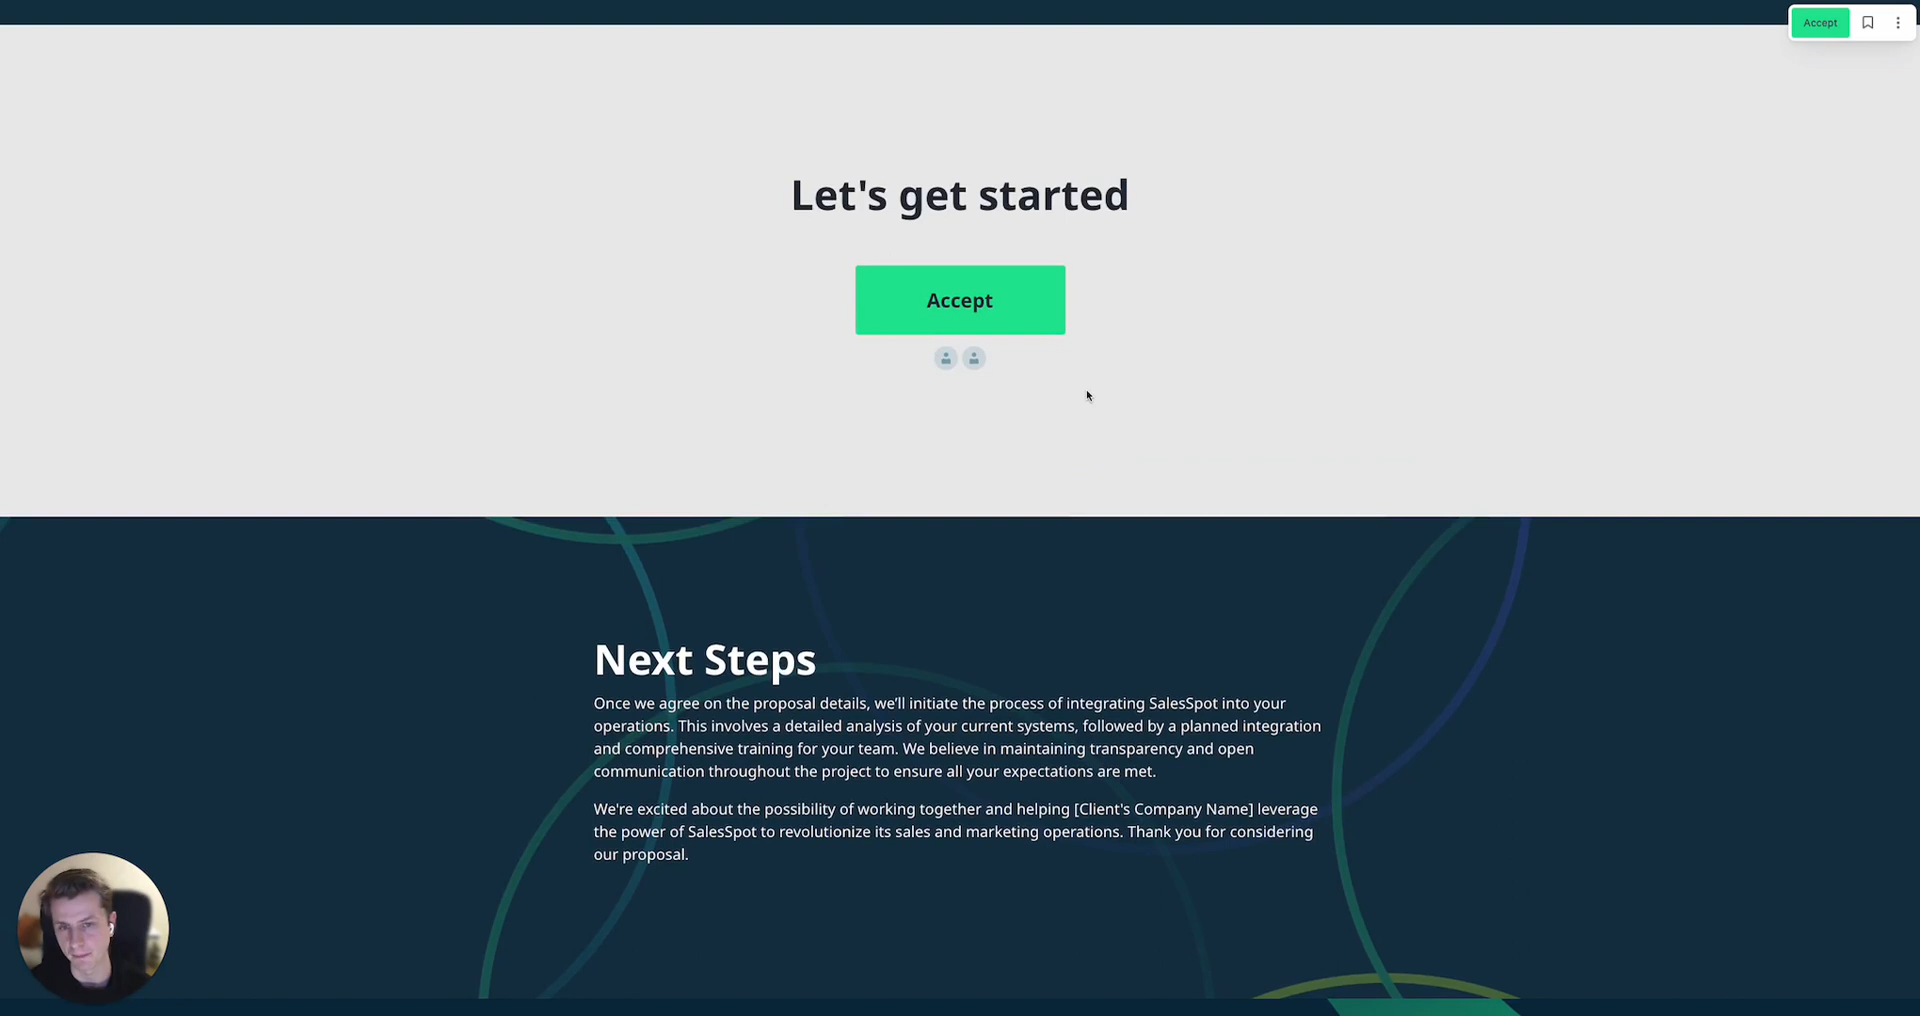 Accept
Let's get started
Accept
Next Steps
Once we agree on the proposal details, we’ll initiate the process of integrating SalesSpot into your
operations. This involves a detailed analysis of your current systems, followed by a planned integration
and comprehensive training for your team. We believe in maintaining transparency and open
communication throughout the project to ensure all your expectations are met.
We're excited about the possibility of working together and helping [Client's Company Name] leverage
the power of SalesSpot to revolutionize its sales and marketing operations. Thank you for considering
our proposal.